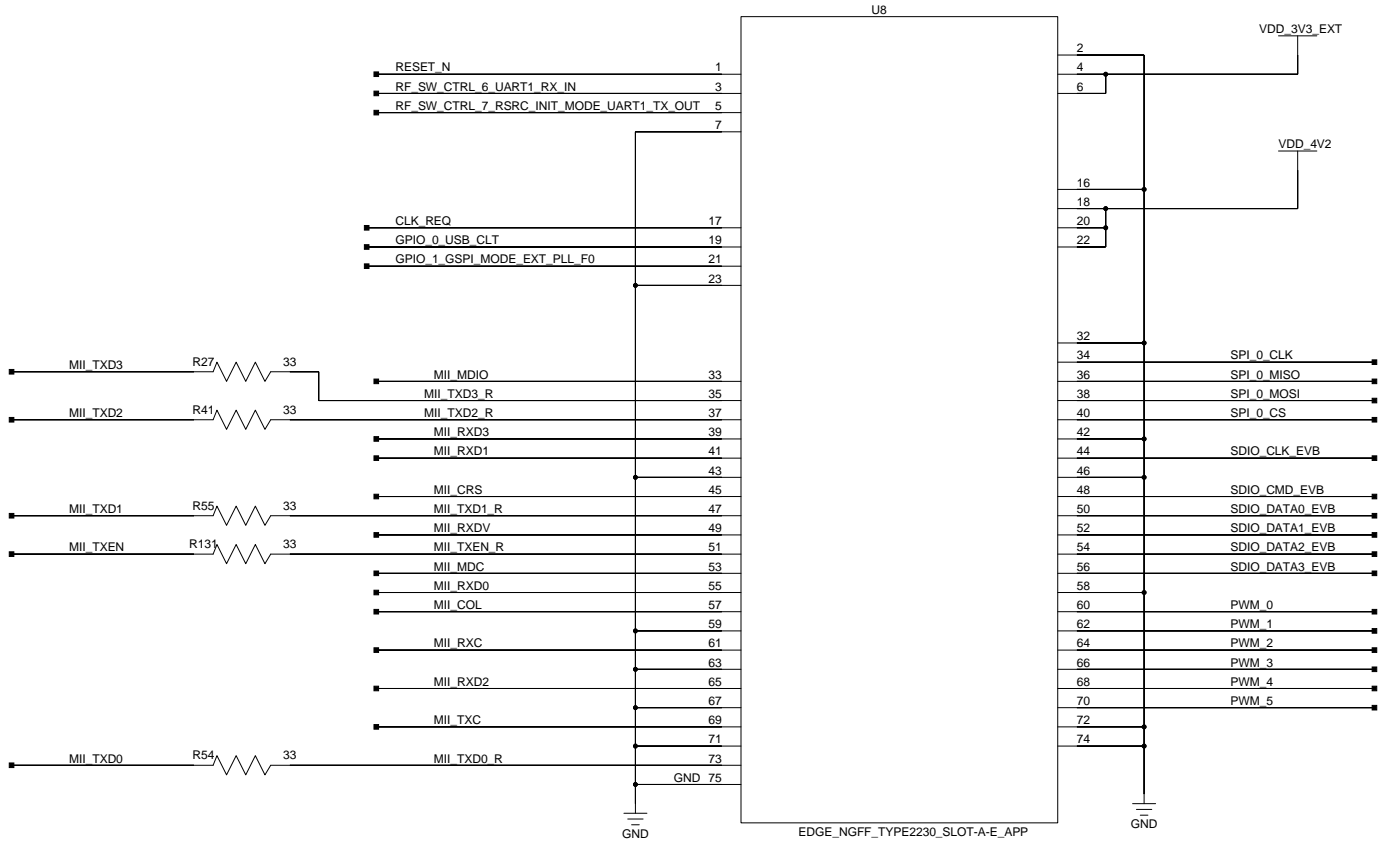 U8
VDD_3V3_EXT
2
RESET_N 1 4
RF_SW_CTRL_6_UART1_RX_IN 3 6
RF_SW_CTRL_7_RSRC_INIT_MODE_UART1_TX_OUT 5
7
VDD_4V2
16
18
CLK_REQ 17 20
GPIO_0_USB_CLT 19 22
GPIO_1_GSPI_MODE_EXT_PLL_F0 21
23
32
MII_TXD3 R27 33 34 SPI_0_CLK
MII_MDIO 33 36 SPI_0_MISO
MII_TXD3_R 35 38 SPI_0_MOSI
MII_TXD2 R41 33 MII_TXD2_R 37 40 SPI_0_CS
MII_RXD3 39 42
MII_RXD1 41 44 SDIO_CLK_EVB
43 46
MII_CRS 45 48 SDIO_CMD_EVB
MII_TXD1 R55 33 MII_TXD1_R 47 50 SDIO_DATA0_EVB
MII_RXDV 49 52 SDIO_DATA1_EVB
MII_TXEN R131 33 MII_TXEN_R 51 54 SDIO_DATA2_EVB
MII_MDC 53 56 SDIO_DATA3_EVB
MII_RXD0 55 58
MII_COL 57 60 PWM_0
59 62 PWM_1
MII_RXC 61 64 PWM_2
63 66 PWM_3
MII_RXD2 65 68 PWM_4
67 70 PWM_5
MII_TXC 69 72
71 74
MII_TXD0 R54 33 MII_TXD0_R 73
GND 75
GND
GND
EDGE_NGFF_TYPE2230_SLOT-A-E_APP